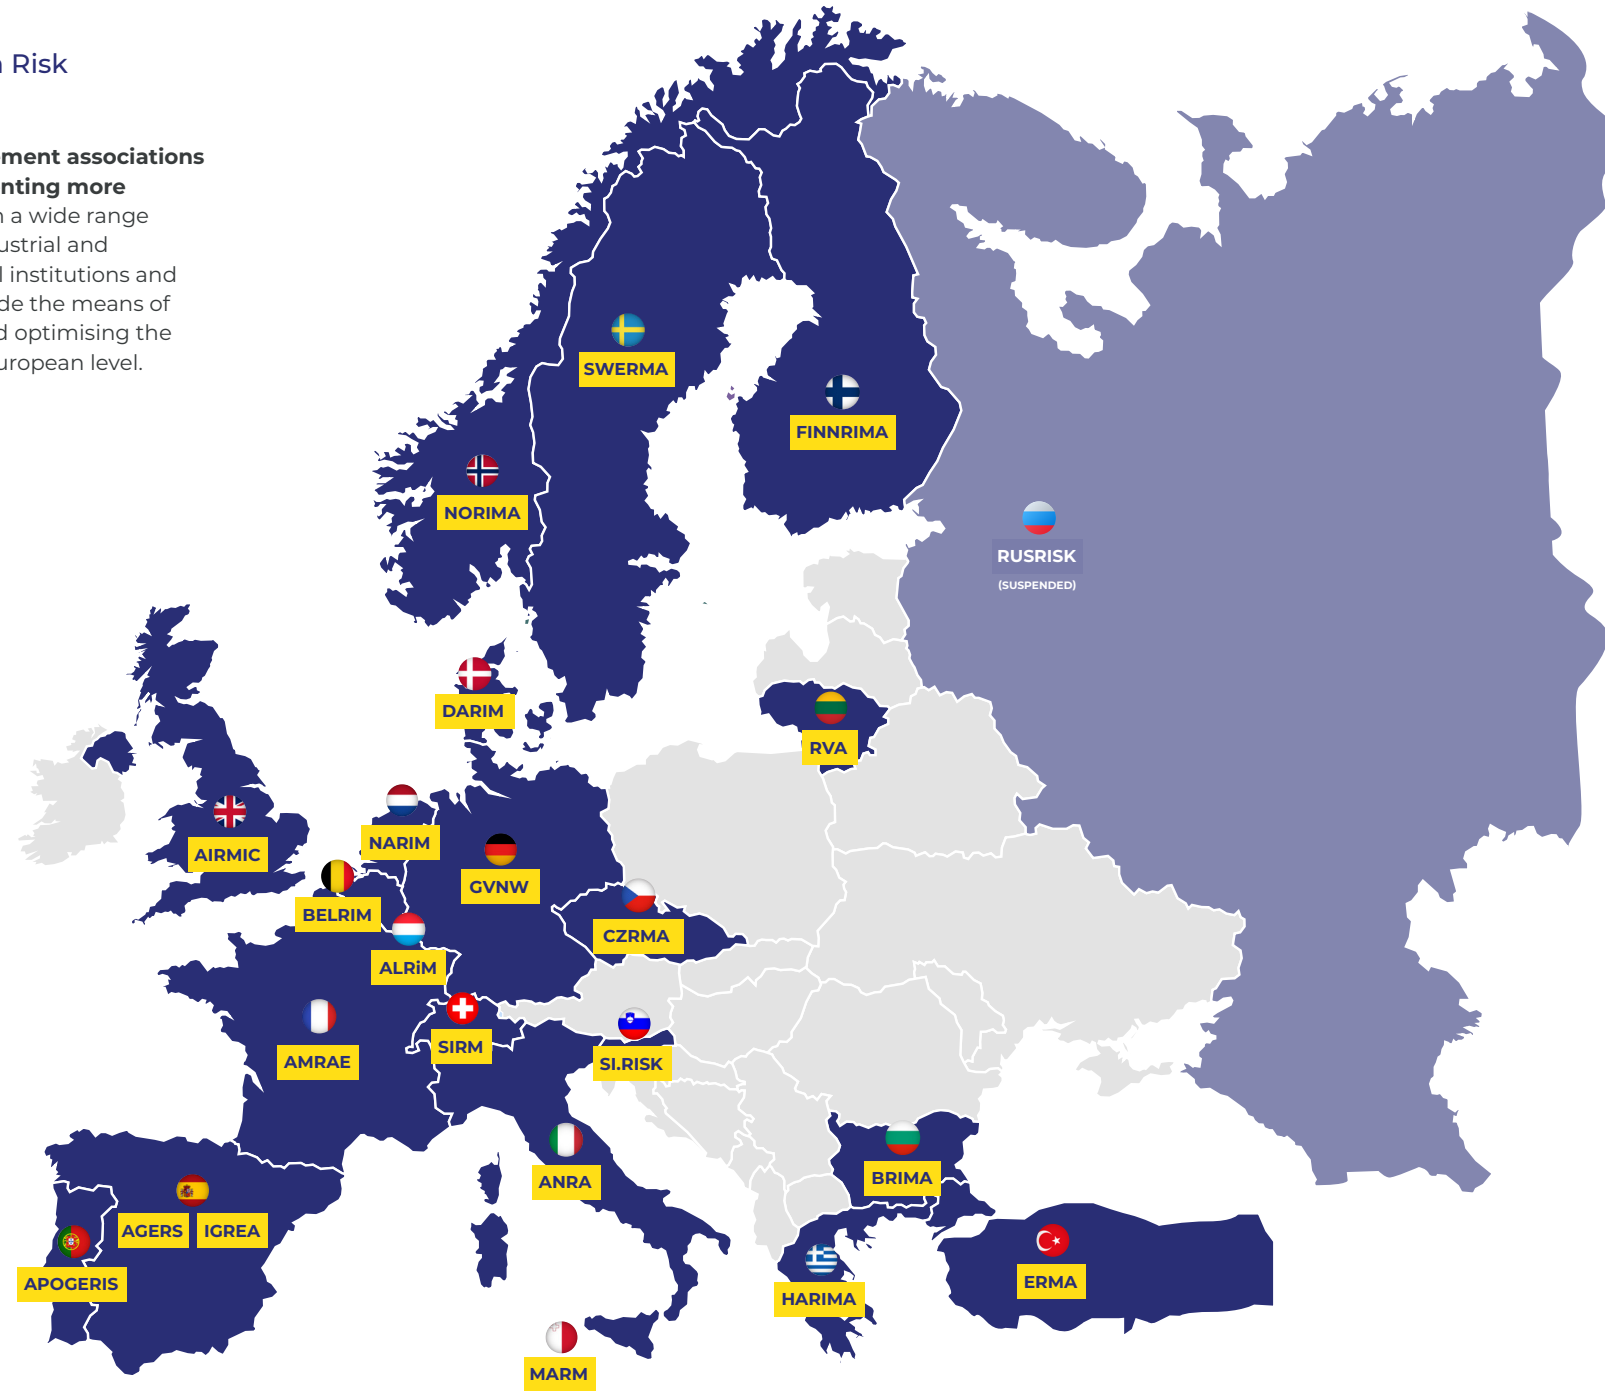 Risk
ement associations
nting more
a wide range
ustrial and
l institutions and
de the means of
d optimising the
uropean level.
SWERMA
FINNRIMA
NORIMA
RUSRISK
(SUSPENDED)
DARIM
RVA
NARIM
AIRMIC
GVNW
BELRIM
CZRMA
ALRiM
SIRM
AMRAE
SI.RISK
ANRA
BRIMA
AGERS IGREA
APOGERIS
ERMA
HARIMA
MARM